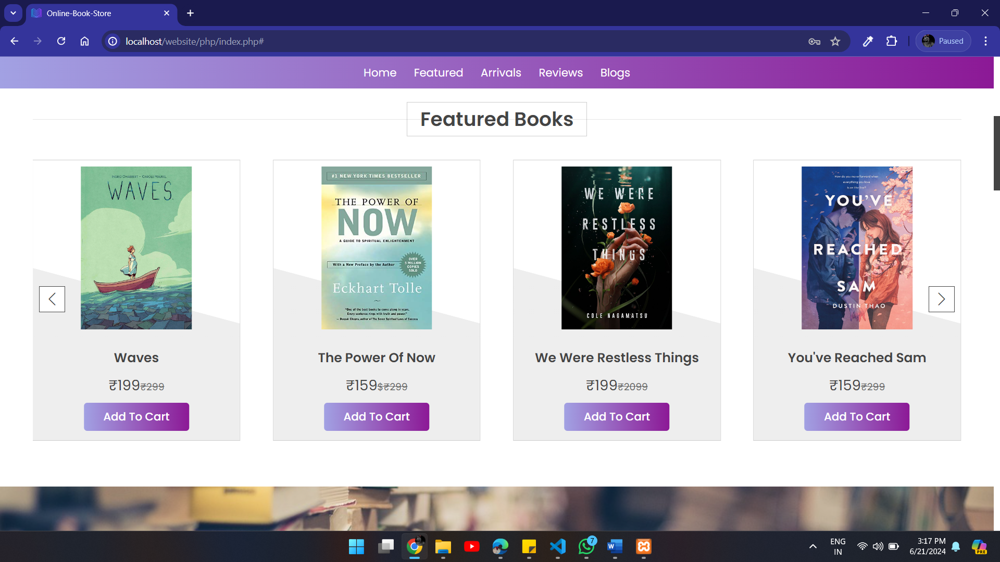 Online-Book-Store
localhost/website/php/index.php#
Paused
Home Featured Arrivals Reviews Blogs
Featured Books
INGRID CHABBERT - CAROLE MAUREL
WAVES
#1 NEW YORK TIMES BESTSELLER
THE POWER OF
NOW
A GUIDE TO SPIRITUAL ENLIGHTENMENT
With a New Preface by the Author
OVER
5 MILLION
COPIES
SOLD
Eckhart Tolle
"One of the best books to come along in years.
Every sentence rings with truth and power."
— Deepak Chopra, author of The Seven Spiritual Laws of Success
WE WERE
RESTLESS
THINGS
COLE NAGAMATSU
How do you move forward when
everything you love
is on the line?
YOU'VE
REACHED
SAM
DUSTIN THAO
Waves
₹199₹299
Add To Cart
The Power Of Now
₹159$₹299
Add To Cart
We Were Restless Things
₹199₹2099
Add To Cart
You've Reached Sam
₹159₹299
Add To Cart
7
W
ENG
IN
3:17 PM
6/21/2024
PRE